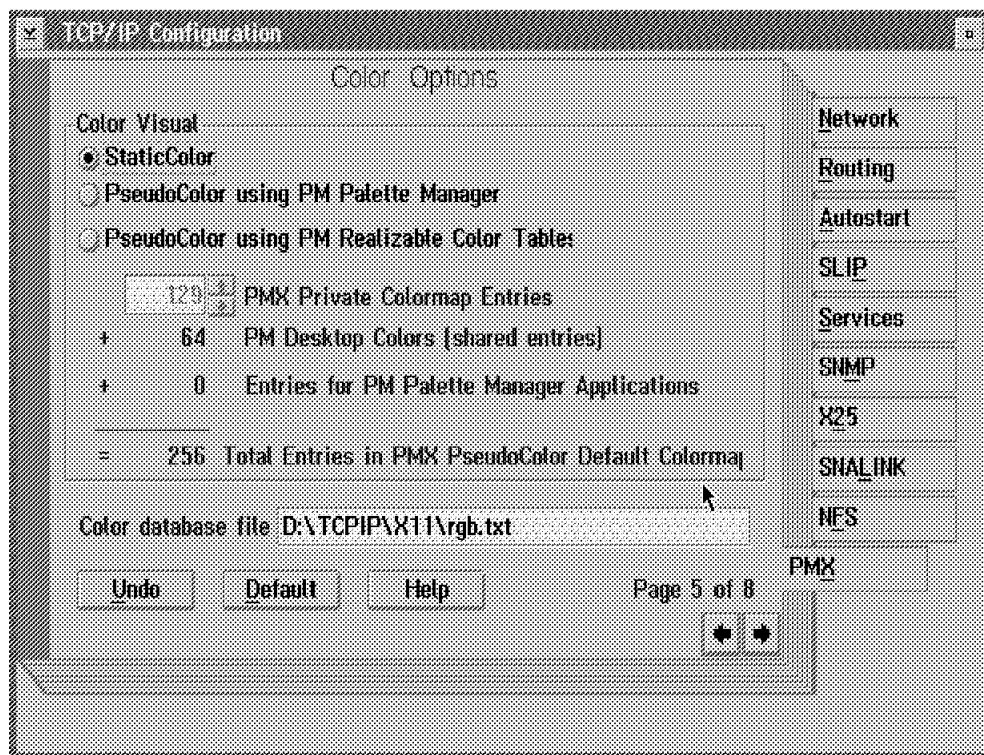 TCP/IP Configuration
Color Options
Color Visual
StaticColor
PseudoColor using PM Palette Manager
PseudoColor using PM Realizable Color Tables
PMX Private Colormap Entries
+ 64 PM Desktop Colors (shared entries)
+ 0 Entries for PM Palette Manager Applications
= 256 Total Entries in PMX PseudoColor Default Colormap
Color database file D:\TCPIP\X11\rgb.txt
Undo Default Help Page 5 of 8
Network
Routing
Autostart
SLIP
Services
SNMP
X25
SNALINK
NFS
PMX